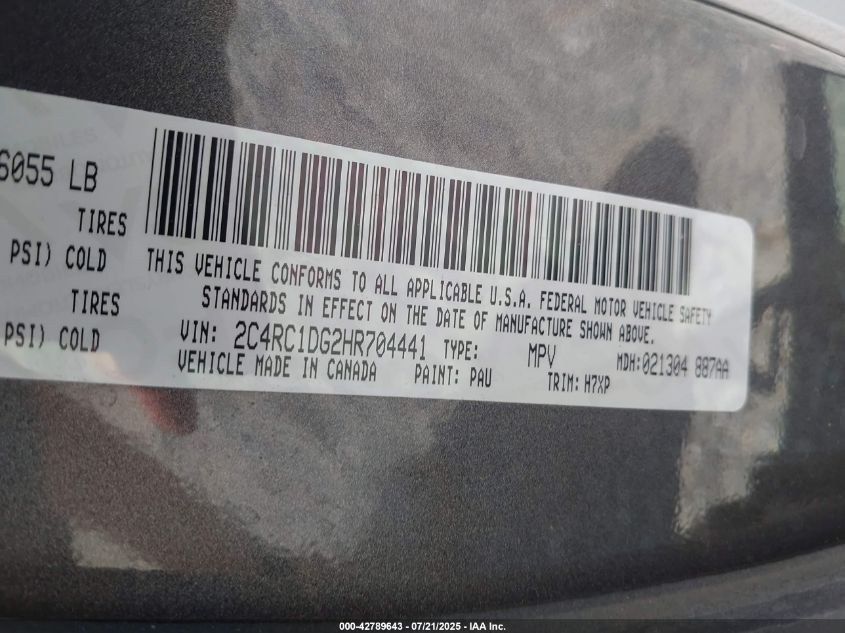 6055 LB
TIRES
PSI) COLD
TIRES
PSI) COLD
THIS VEHICLE CONFORMS TO ALL APPLICABLE U.S.A. FEDERAL MOTOR VEHICLE SAFETY
STANDARDS IN EFFECT ON THE DATE OF MANUFACTURE SHOWN ABOVE.
VIN: 2C4RC1DG2HR704441 TYPE: MPV MDH:021304 887AA
VEHICLE MADE IN CANADA PAINT: PAU TRIM: H7XP
000-42789643 / 07/21/2025 - IAA Inc.